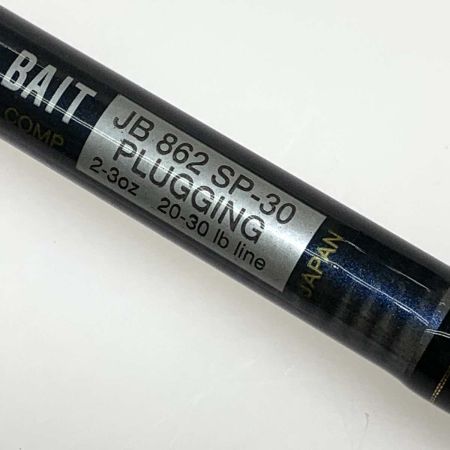 BAIT
COMP
JB 862 SP-30
PLUGGING
2-3oz 20-30 lb line
JAPAN